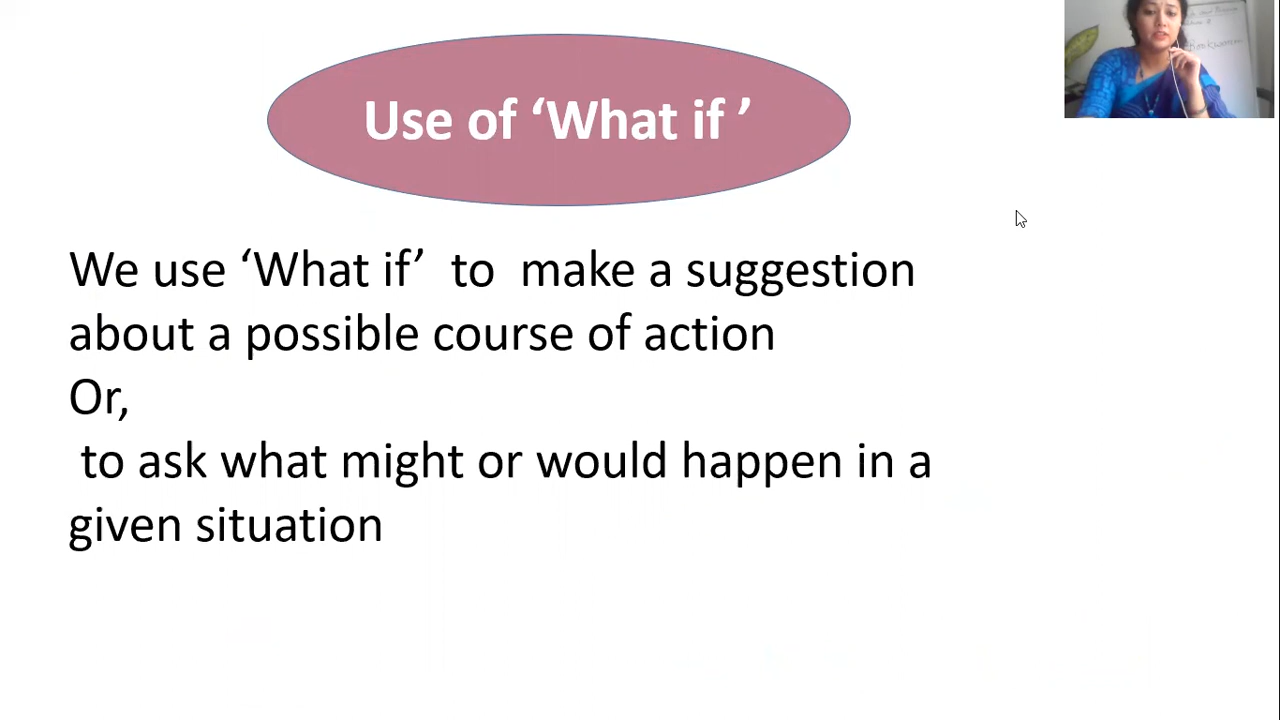 Use of ‘What if ’
We use ‘What if’ to make a suggestion
about a possible course of action
Or,
to ask what might or would happen in a
given situation